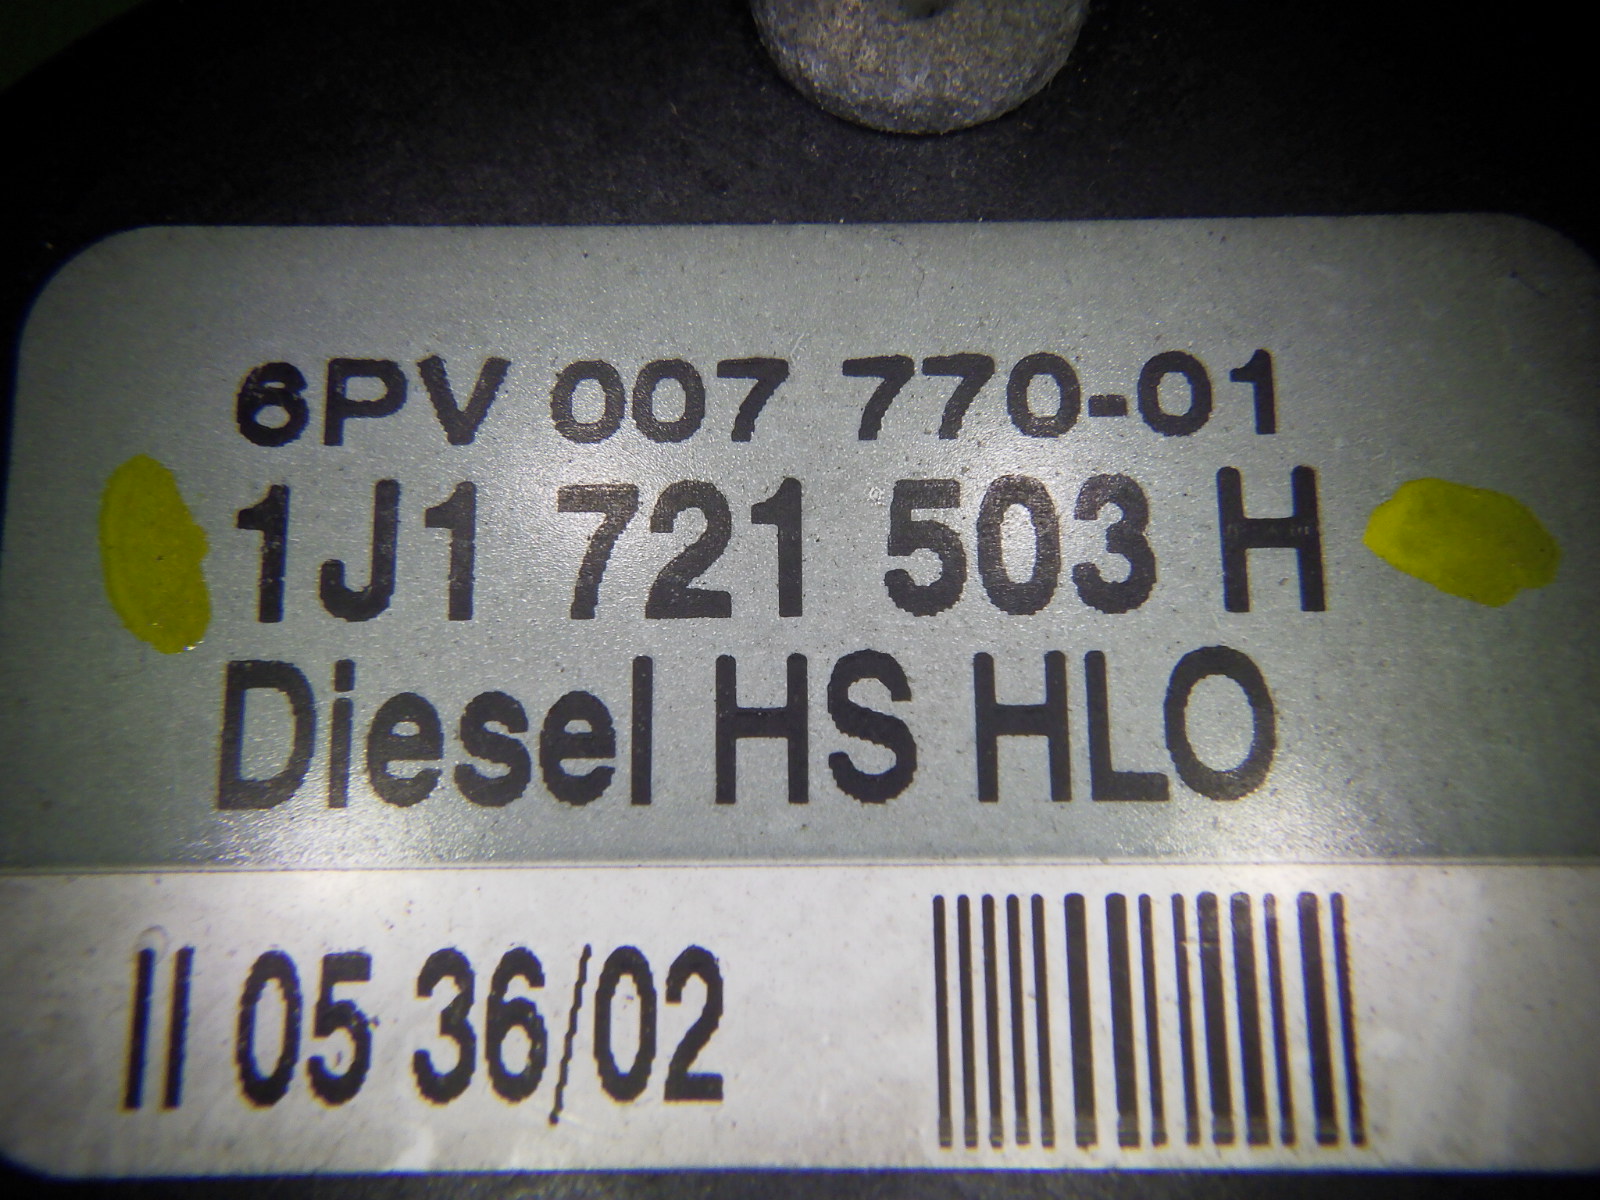 6PV 007 770-01
1J1 721 503 H
Diesel HS HLO
II 05 36/02